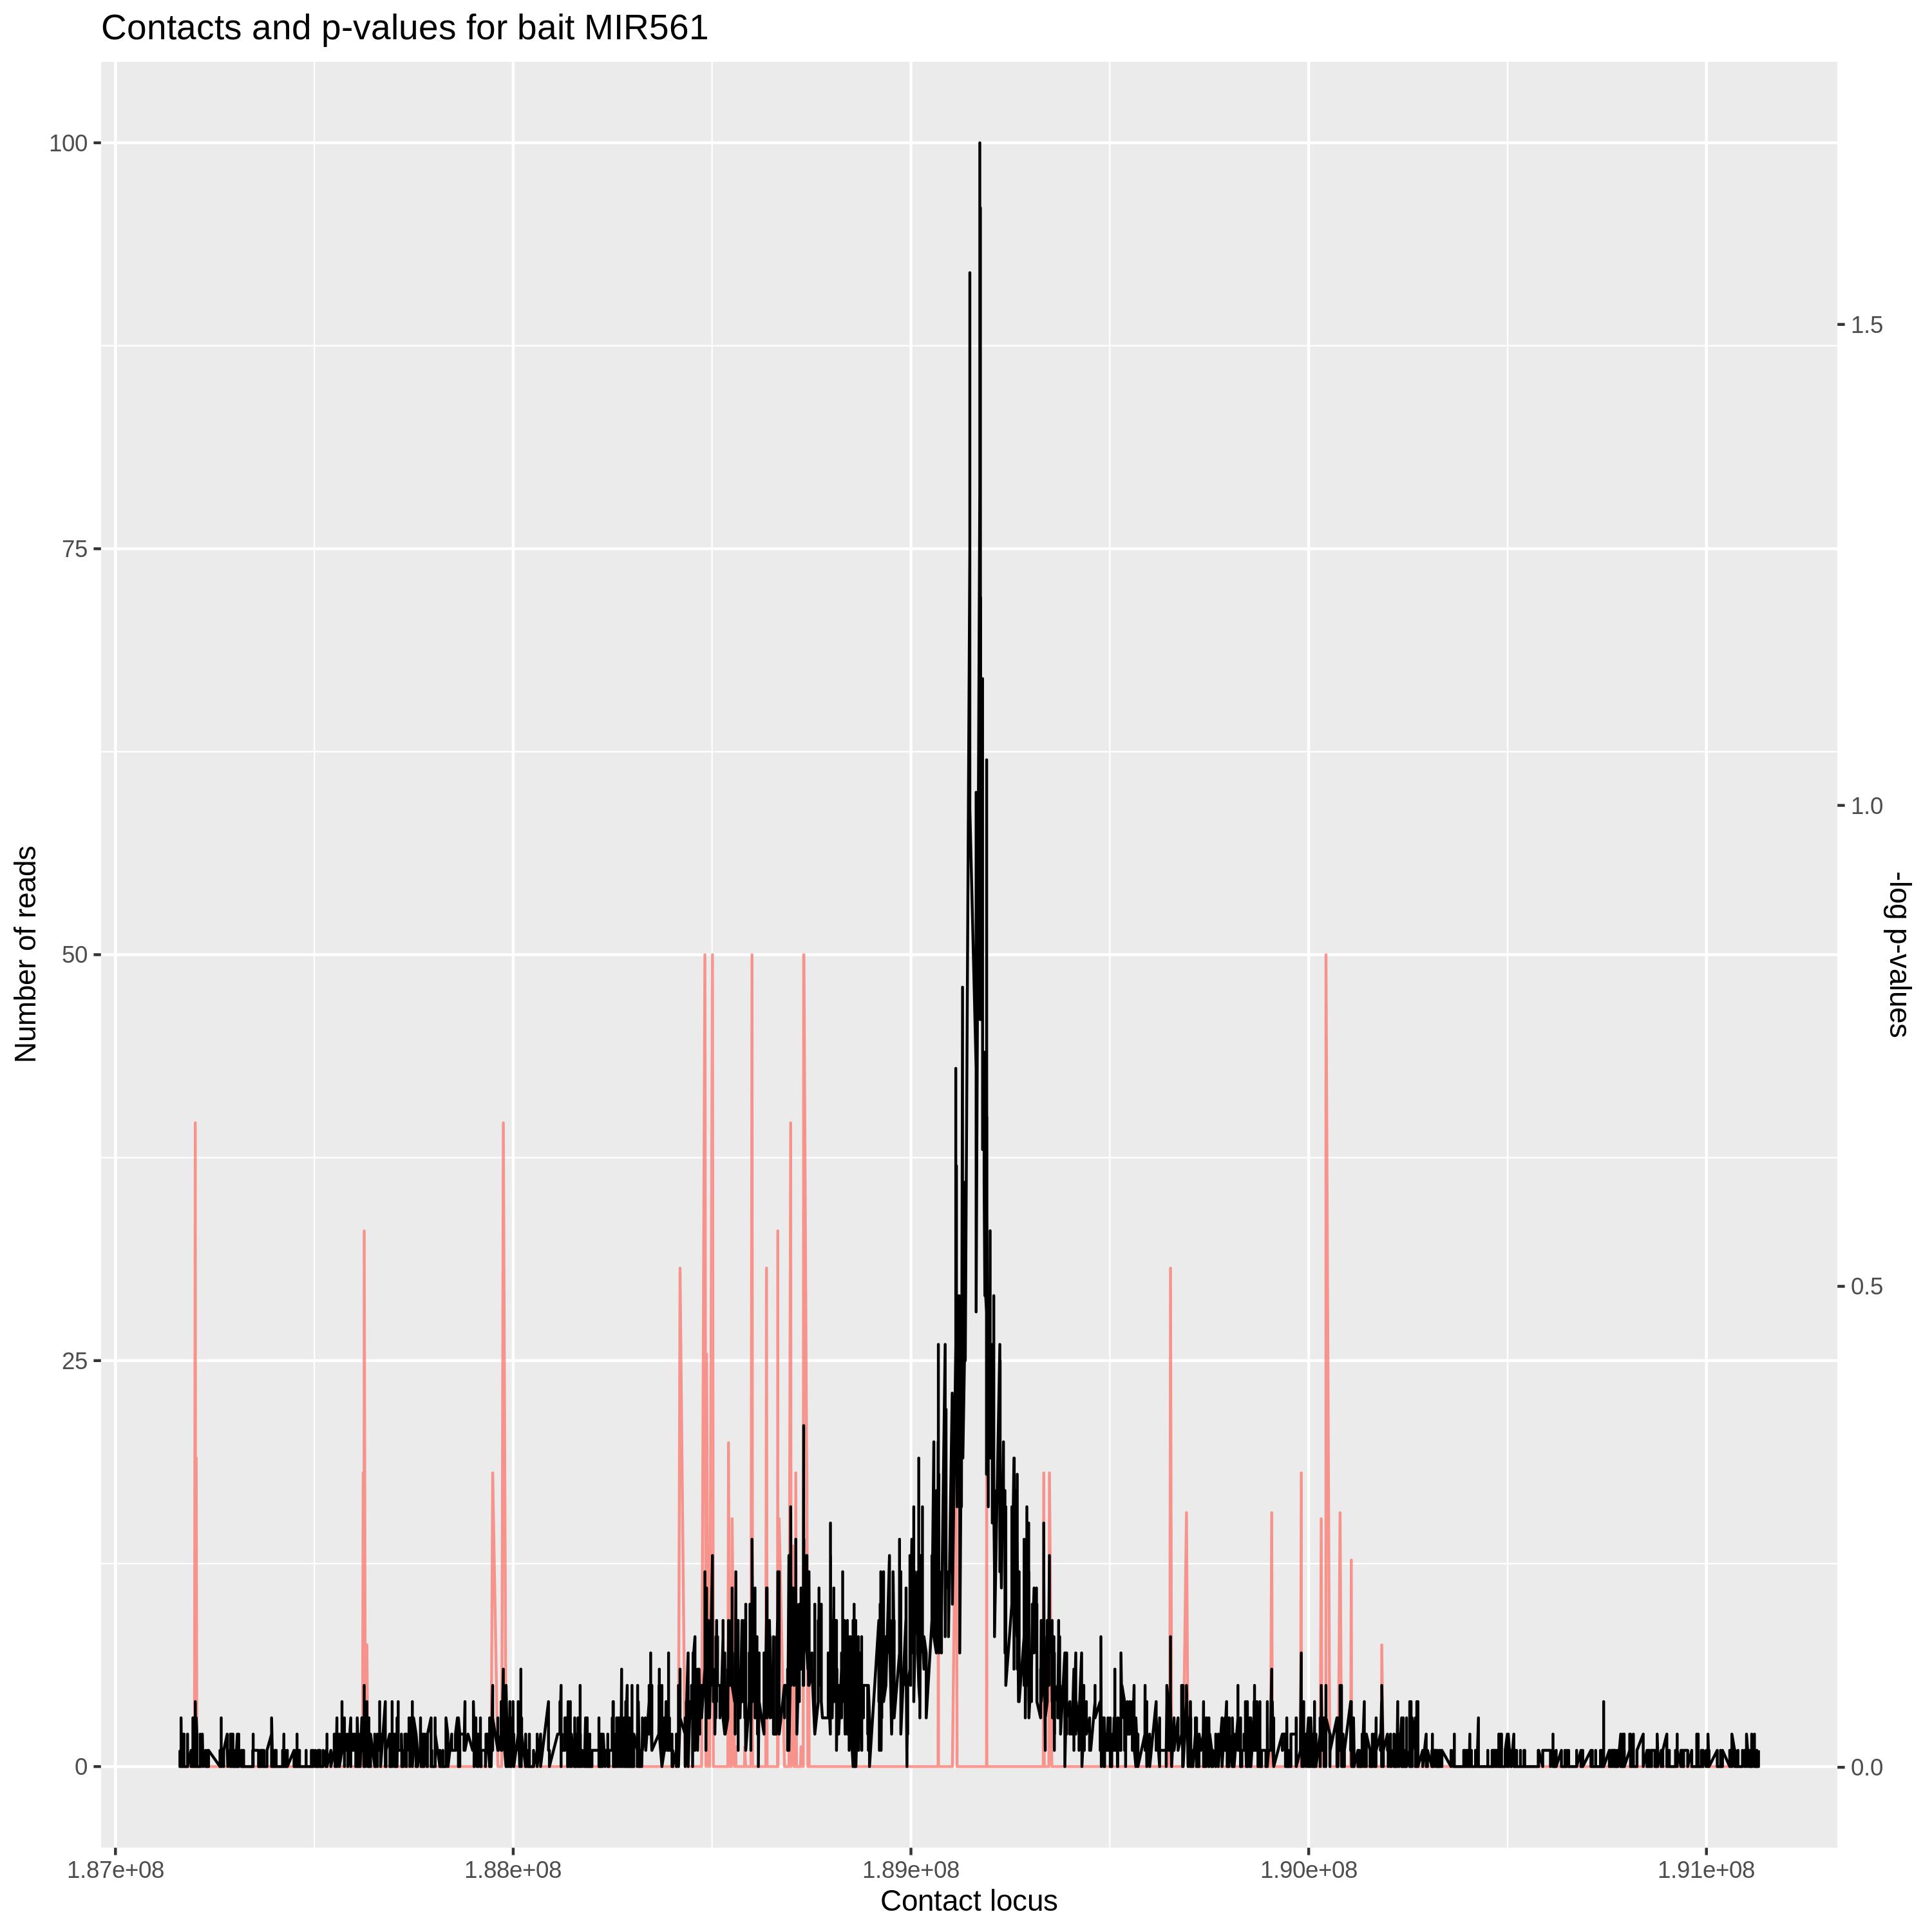 Contacts and p-values for bait MIR561
100
75
50
25
0
Number of reads
1.5
1.0
0.5
0.0
-log p-values
1.87e+08 1.88e+08 1.89e+08 1.90e+08 1.91e+08
Contact locus